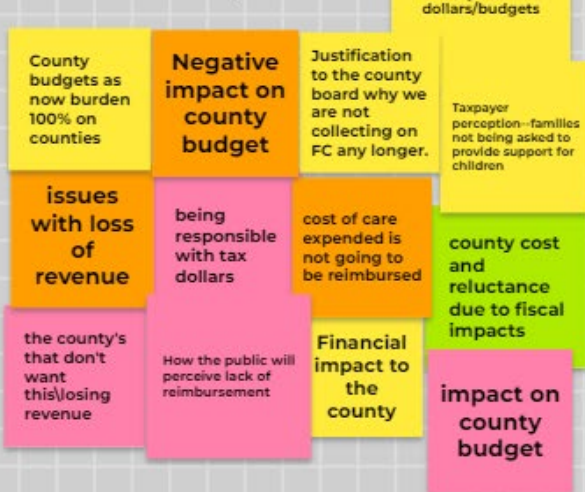 dollars/budgets
County
budgets as
now burden
100% on
counties
Negative
impact on
county
budget
Justification
to the county
board why we
are not
collecting on
FC any longer.
Taxpayer
perception--families
not being asked to
provide support for
children
issues
with loss
of
revenue
being
responsible
with tax
dollars
cost of care
expended is
not going to
be reimbursed
county cost
and
reluctance
due to fiscal
impacts
the county's
that don't
want
this\losing
revenue
How the public will
perceive lack of
reimbursement
Financial
impact to
the
county
impact on
county
budget